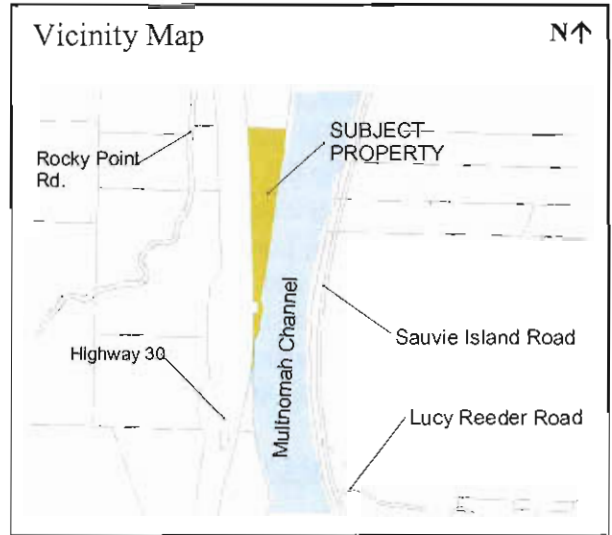 Vicinity Map
N↑
SUBJECT
PROPERTY
Rocky Point
Rd.
Multnomah Channel
Sauvie Island Road
Highway 30
Lucy Reeder Road